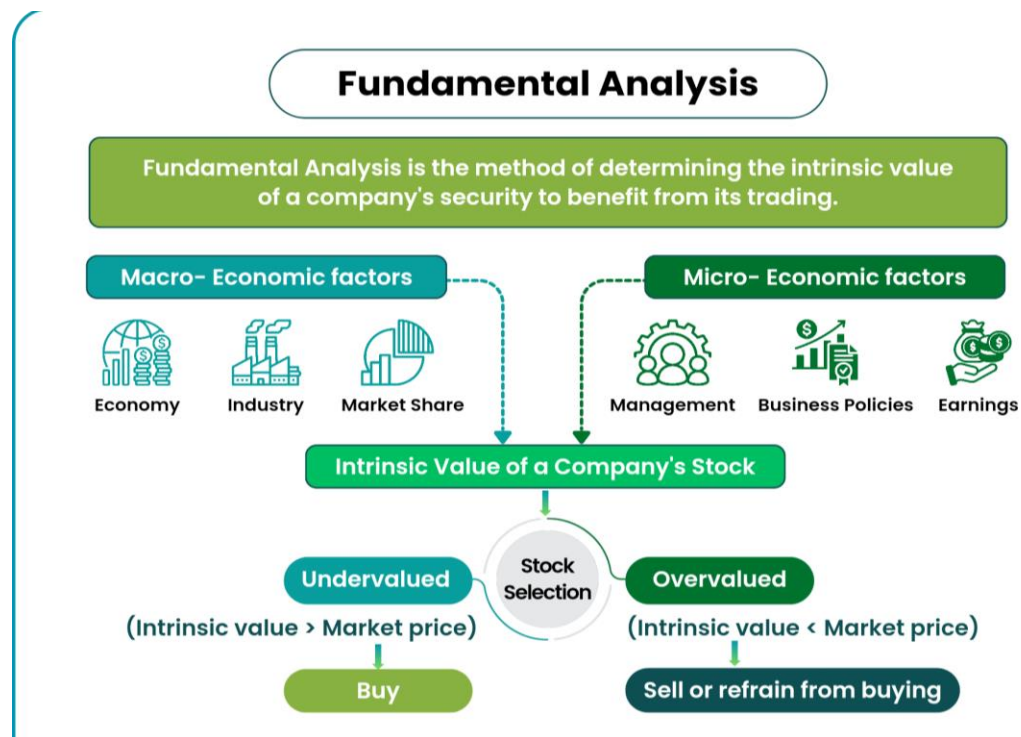 Fundamental Analysis
Fundamental Analysis is the method of determining the intrinsic value
of a company's security to benefit from its trading.
Macro- Economic factors
Micro- Economic factors
Economy
Industry
Market Share
Management
Business Policies
Earnings
Intrinsic Value of a Company's Stock
Stock
Selection
Undervalued
Overvalued
(Intrinsic value > Market price)
(Intrinsic value < Market price)
Buy
Sell or refrain from buying